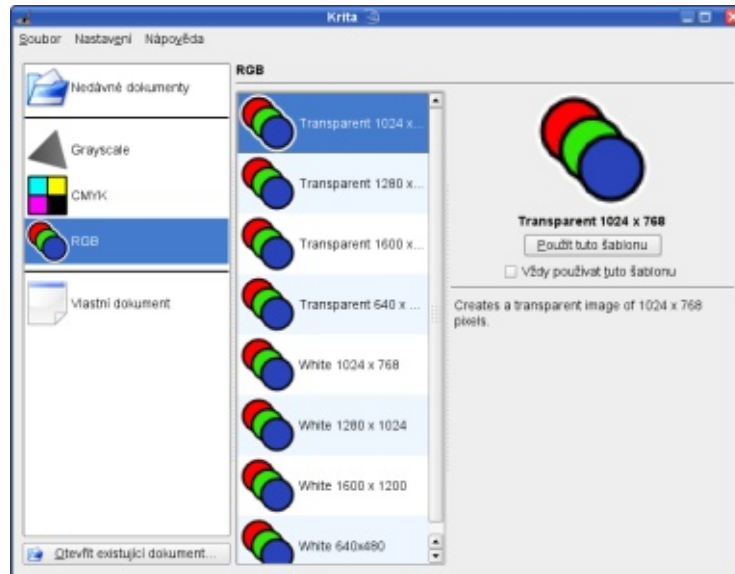 Krita
Soubor Nastavení Nápověda
Nedávné dokumenty
Grayscale
CMYK
RGB
Vlastní dokument
Otevřít existující dokument...
RGB
Transparent 1024 x...
Transparent 1280 x...
Transparent 1600 x...
Transparent 640 x ...
White 1024 x 768
White 1280 x 1024
White 1600 x 1200
White 640x480
Transparent 1024 x 768
Použít tuto šablonu
Vždy používat tuto šablonu
Creates a transparent image of 1024 x 768
pixels.